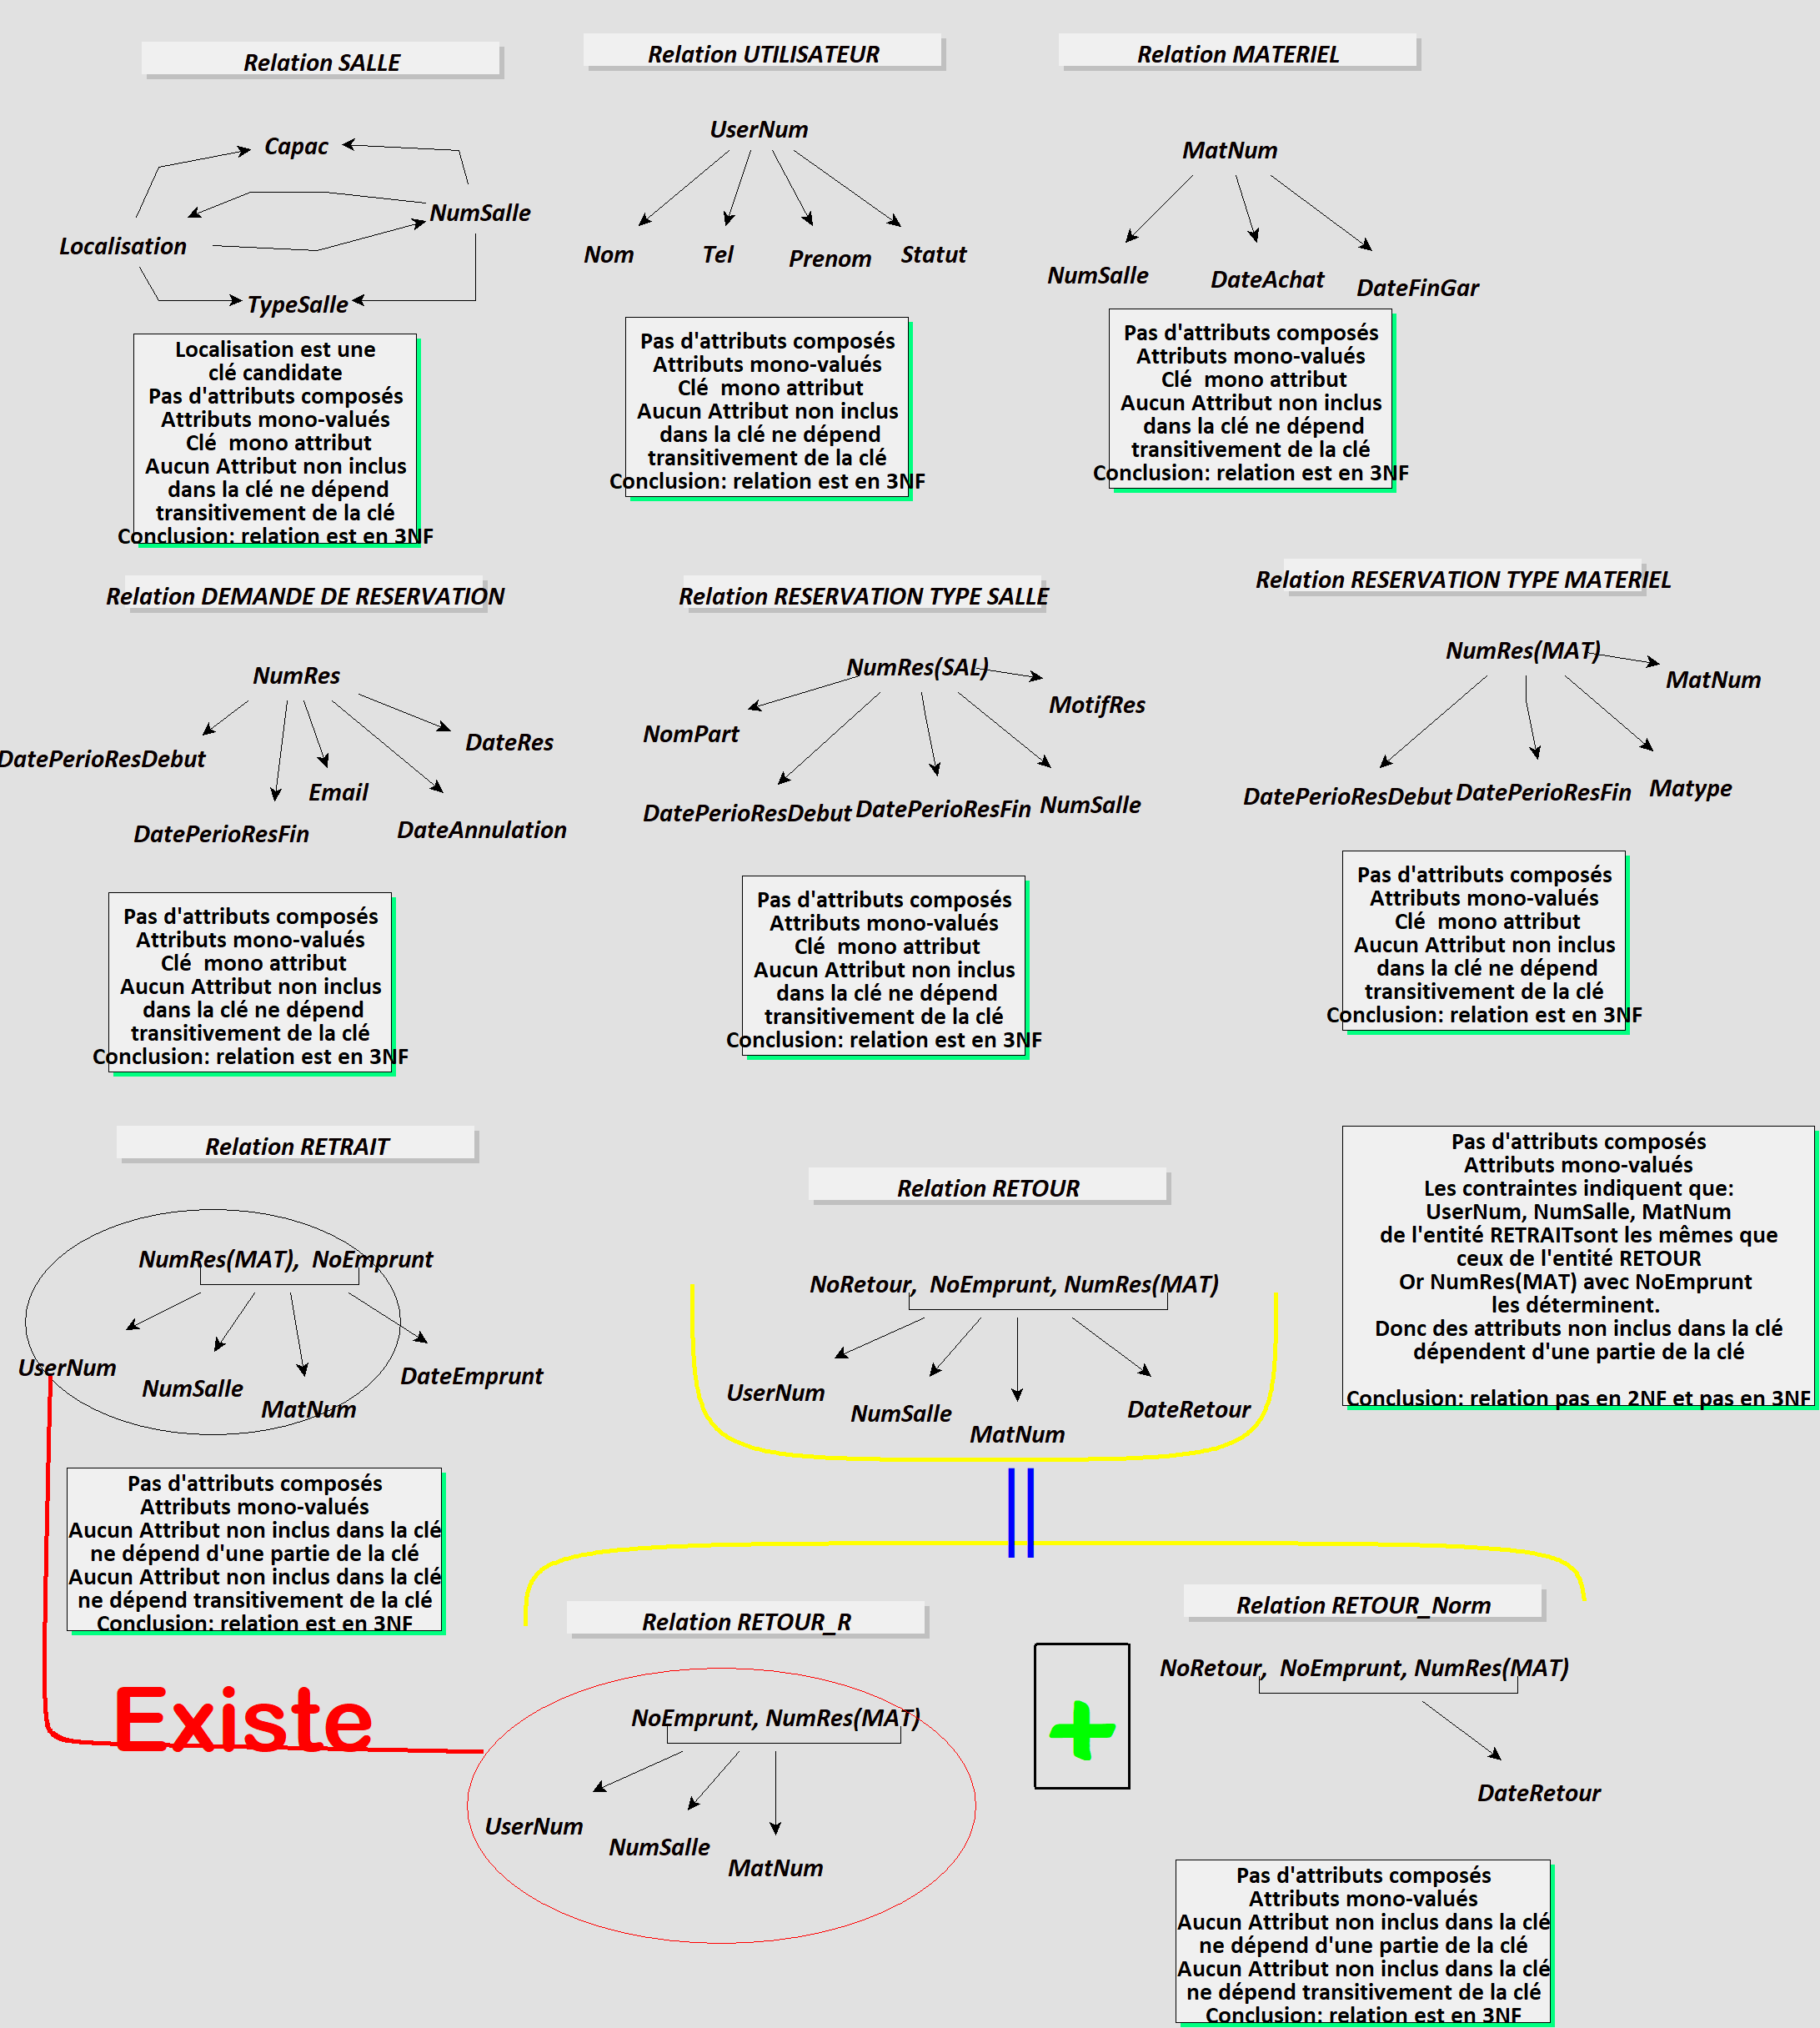 Relation SALLE
Capac
NumSalle
Localisation
TypeSalle
Localisation est une
clé candidate
Pas d'attributs composés
Attributs mono-valués
Clé  mono attribut
Aucun Attribut non inclus
dans la clé ne dépend
transitivement de la clé
Conclusion: relation est en 3NF
Relation UTILISATEUR
UserNum
Nom
Tel
Prenom
Statut
Pas d'attributs composés
Attributs mono-valués
Clé  mono attribut
Aucun Attribut non inclus
dans la clé ne dépend
transitivement de la clé
Conclusion: relation est en 3NF
Relation MATERIEL
MatNum
NumSalle
DateAchat
DateFinGar
Pas d'attributs composés
Attributs mono-valués
Clé  mono attribut
Aucun Attribut non inclus
dans la clé ne dépend
transitivement de la clé
Conclusion: relation est en 3NF
Relation DEMANDE DE RESERVATION
NumRes
DatePerioResDebut
DateRes
Email
DatePerioResFin
DateAnnulation
Pas d'attributs composés
Attributs mono-valués
Clé  mono attribut
Aucun Attribut non inclus
dans la clé ne dépend
transitivement de la clé
Conclusion: relation est en 3NF
Relation RESERVATION TYPE SALLE
NumRes(SAL)
MotifRes
NomPart
DatePerioResDebut
DatePerioResFin
NumSalle
Pas d'attributs composés
Attributs mono-valués
Clé  mono attribut
Aucun Attribut non inclus
dans la clé ne dépend
transitivement de la clé
Conclusion: relation est en 3NF
Relation RESERVATION TYPE MATERIEL
NumRes(MAT)
MatNum
DatePerioResDebut
DatePerioResFin
Matype
Pas d'attributs composés
Attributs mono-valués
Clé  mono attribut
Aucun Attribut non inclus
dans la clé ne dépend
transitivement de la clé
Conclusion: relation est en 3NF
Relation RETRAIT
NumRes(MAT),  NoEmprunt
UserNum
NumSalle
MatNum
DateEmprunt
Pas d'attributs composés
Attributs mono-valués
Aucun Attribut non inclus dans la clé
ne dépend d'une partie de la clé
Aucun Attribut non inclus dans la clé
ne dépend transitivement de la clé
Conclusion: relation est en 3NF
Relation RETOUR
NoRetour,  NoEmprunt, NumRes(MAT)
UserNum
NumSalle
MatNum
DateRetour
Pas d'attributs composés
Attributs mono-valués
Les contraintes indiquent que:
UserNum, NumSalle, MatNum
de l'entité RETRAITsont les mêmes que
ceux de l'entité RETOUR
Or NumRes(MAT) avec NoEmprunt
les déterminent.
Donc des attributs non inclus dans la clé
dépendent d'une partie de la clé
Conclusion: relation pas en 2NF et pas en 3NF
Existe
Relation RETOUR_R
NoEmprunt, NumRes(MAT)
UserNum
NumSalle
MatNum
+
Relation RETOUR_Norm
NoRetour,  NoEmprunt, NumRes(MAT)
DateRetour
Pas d'attributs composés
Attributs mono-valués
Aucun Attribut non inclus dans la clé
ne dépend d'une partie de la clé
Aucun Attribut non inclus dans la clé
ne dépend transitivement de la clé
Conclusion: relation est en 3NF